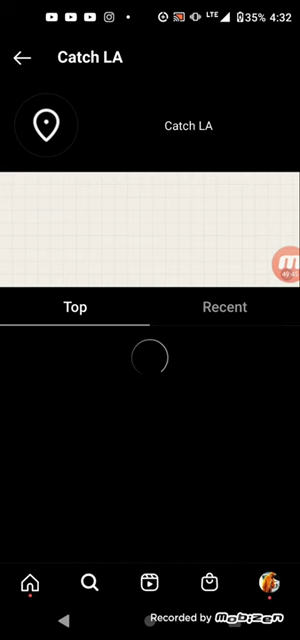 LTE 35% 4:32
Catch LA
Catch LA
Top Recent
Recorded by MOBIZEN